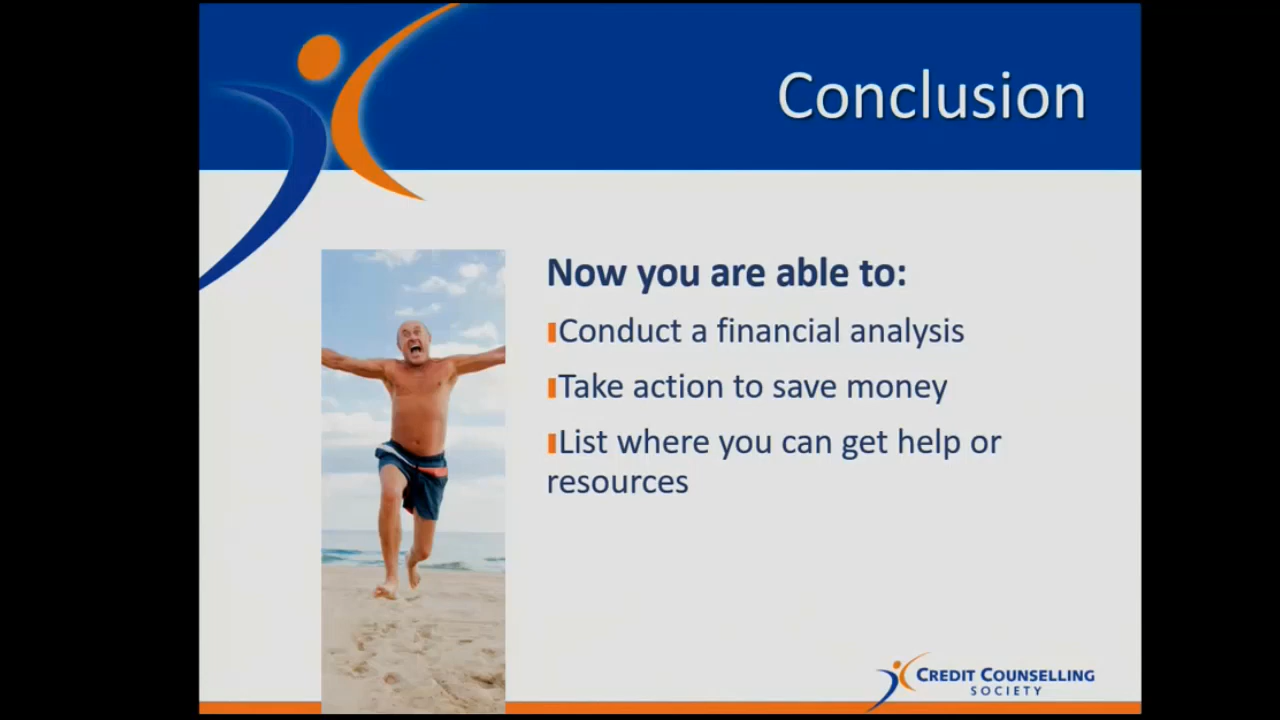 Conclusion
Now you are able to:
Conduct a financial analysis
Take action to save money
List where you can get help or
resources
CREDIT COUNSELLING
SOCIETY